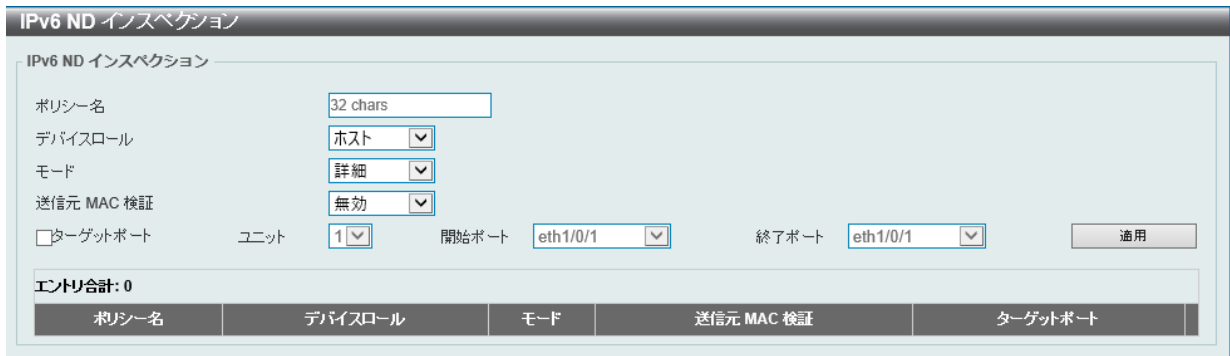 IPv6 ND インスペクション
IPv6 ND インスペクション
ポリシー名 32 chars
デバイスロール ホスト
モード 詳細
送信元 MAC 検証 無効
ターゲットポート ユニット 1 開始ポート eth1/0/1 終了ポート eth1/0/1 適用
エントリ合計: 0
ポリシー名 デバイスロール モード 送信元 MAC 検証 ターゲットポート